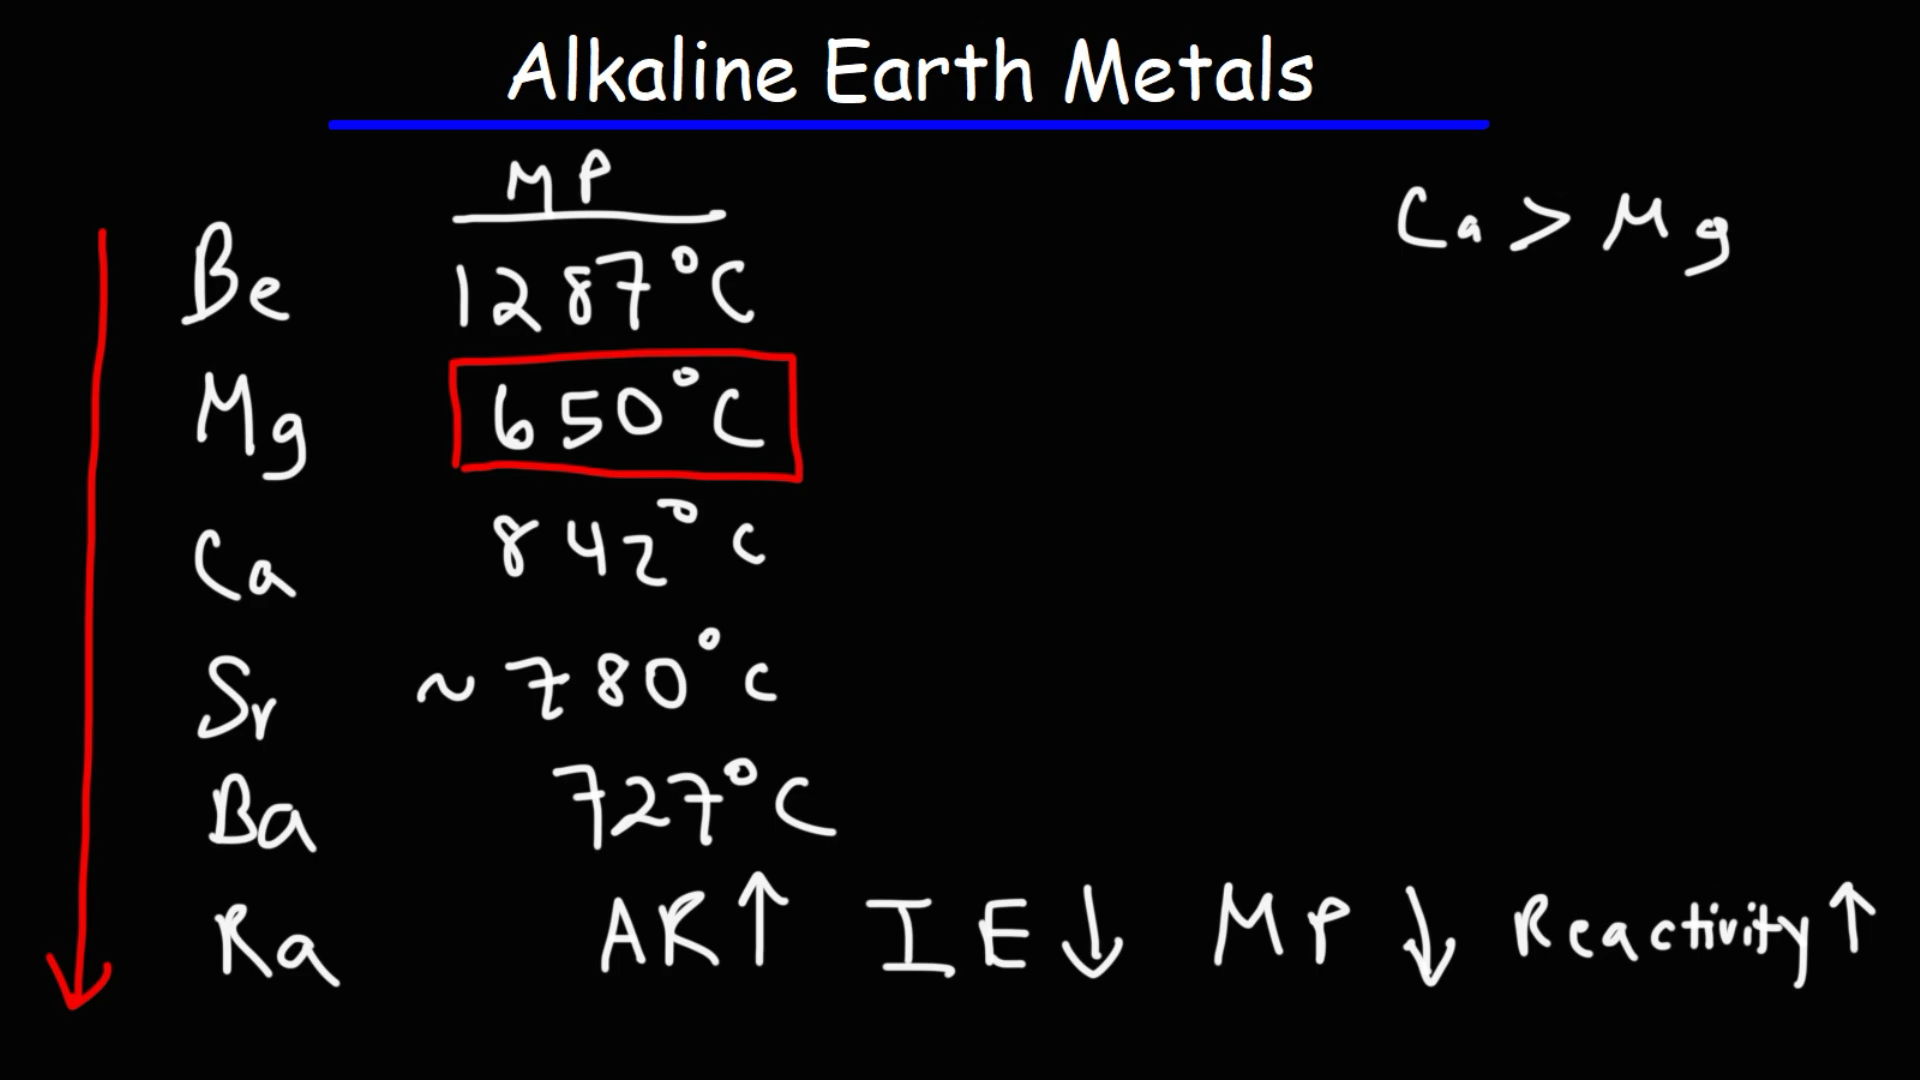 Alkaline Earth Metals
MP
Ca > Mg
Be 1287°C
Mg 650°C
Ca 842°C
Sr ~780°C
Ba 727°C
Ra AR↑ IE↓ MP↓ Reactivity↑